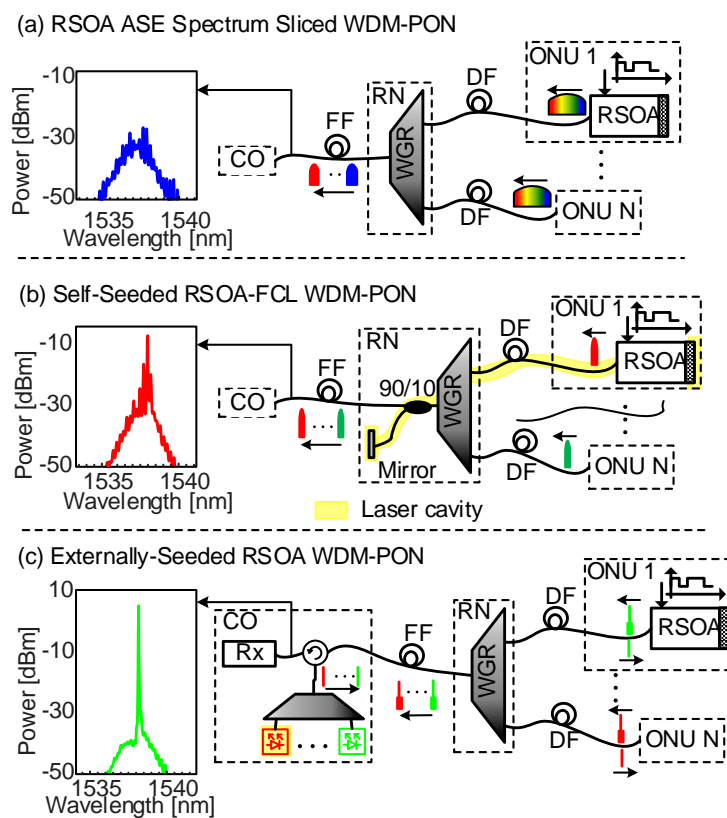 (a) RSOA ASE Spectrum Sliced WDM-PON
Power [dBm]
-10
-30
-50
1535
1540
Wavelength [nm]
CO
FF
RN
WGR
DF
DF
ONU 1
RSOA
ONU N
(b) Self-Seeded RSOA-FCL WDM-PON
Power [dBm]
-10
-30
-50
1535
1540
Wavelength [nm]
CO
FF
RN
90/10
Mirror
WGR
DF
DF
ONU 1
RSOA
ONU N
Laser cavity
(c) Externally-Seeded RSOA WDM-PON
Power [dBm]
10
-10
-30
-50
1535
1540
Wavelength [nm]
CO
Rx
FF
RN
WGR
DF
DF
ONU 1
RSOA
ONU N